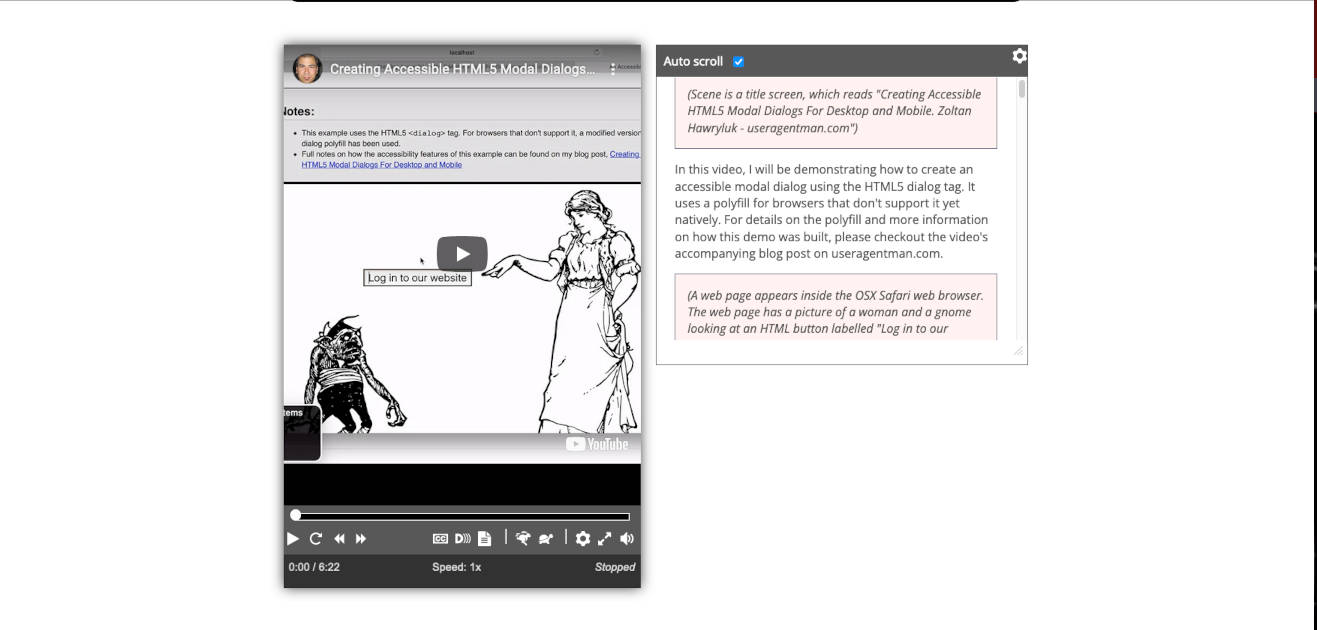 localhost
Creating Accessible HTML5 Modal Dialogs...
Notes:
This example uses the HTML5 <dialog> tag. For browsers that don't support it, a modified version
dialog polyfill has been used.
Full notes on how the accessibility features of this example can be found on my blog post, Creating
HTML5 Modal Dialogs For Desktop and Mobile
Log in to our website
tems
YouTube
CC D)))
0:00 / 6:22 Speed: 1x Stopped
Auto scroll
(Scene is a title screen, which reads "Creating Accessible
HTML5 Modal Dialogs For Desktop and Mobile. Zoltan
Hawryluk - useragentman.com")
In this video, I will be demonstrating how to create an
accessible modal dialog using the HTML5 dialog tag. It
uses a polyfill for browsers that don't support it yet
natively. For details on the polyfill and more information
on how this demo was built, please checkout the video's
accompanying blog post on useragentman.com.
(A web page appears inside the OSX Safari web browser.
The web page has a picture of a woman and a gnome
looking at an HTML button labelled "Log in to our